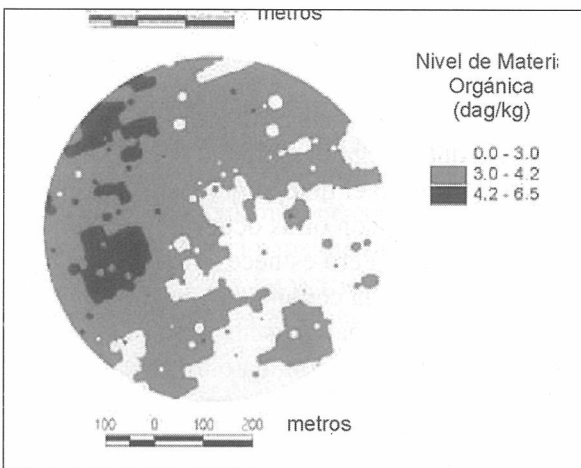 metros
Nivel de Materi
Orgánica
(dag/kg)
0.0 - 3.0
3.0 - 4.2
4.2 - 6.5
100 0 100 200 metros